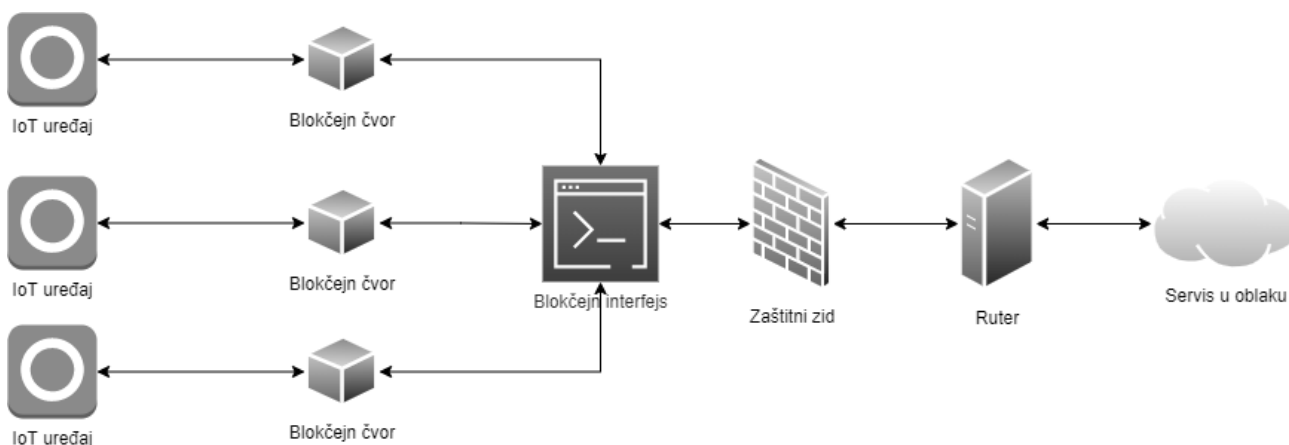 IoT uređaj
Blokčejn čvor
IoT uređaj
Blokčejn čvor
Blokčejn interfejs
Zaštitni zid
Ruter
Servis u oblaku
IoT uređaj
Blokčejn čvor